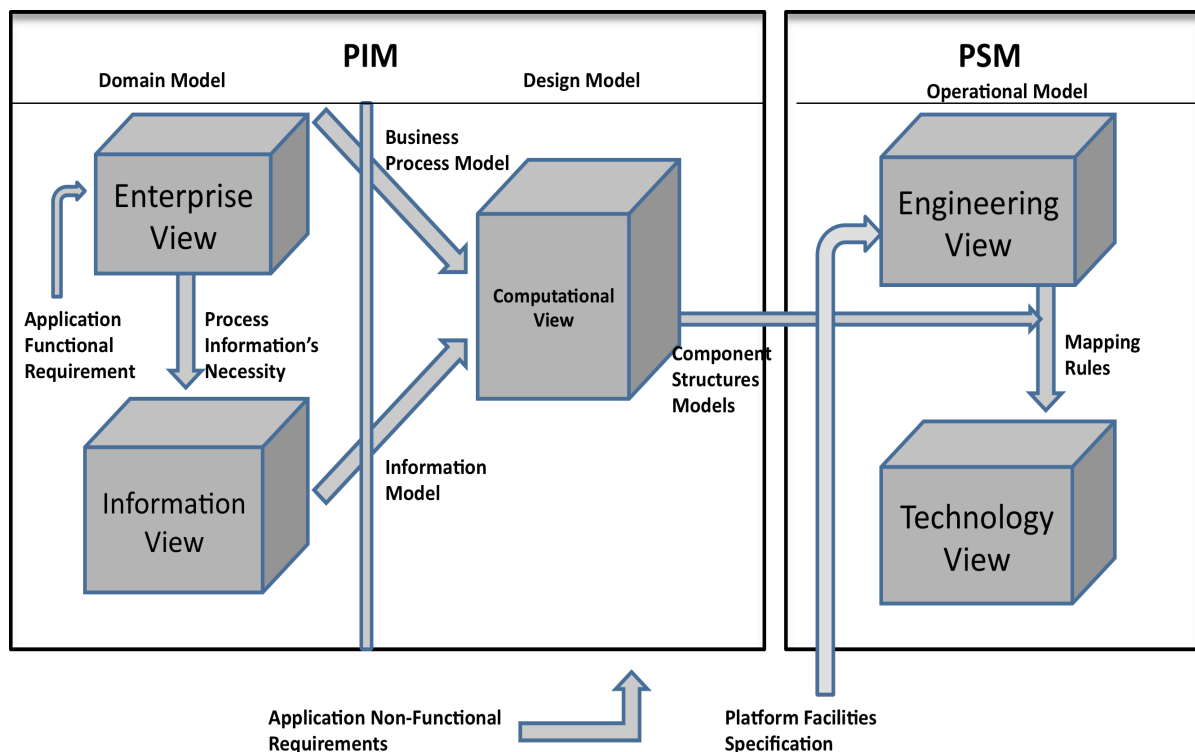 PIM
Domain Model
Design Model
Enterprise
View
Business
Process Model
Application
Functional
Requirement
Process
Information's
Necessity
Computational
View
Information
View
Information
Model
Component
Structures
Models
PSM
Operational Model
Engineering
View
Mapping
Rules
Technology
View
Application Non-Functional
Requirements
Platform Facilities
Specification